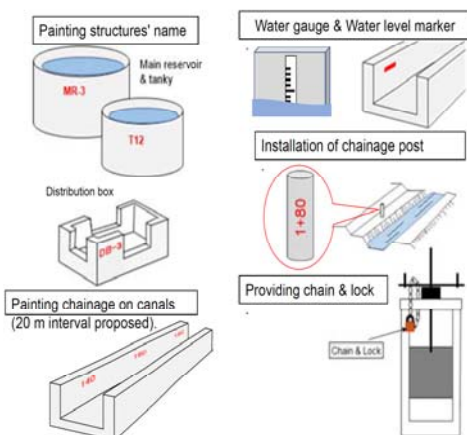 Painting structures' name
Main reservoir
& tanky
MR-3
T12
Distribution box
DB-3
Painting chainage on canals
(20 m interval proposed).
140
160
Water gauge & Water level marker
Installation of chainage post
1+80
Providing chain & lock
Chain & Lock